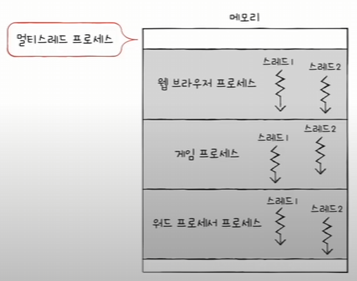 메모리
멀티스레드 프로세스
웹 브라우저 프로세스
스레드1
스레드2
게임 프로세스
스레드1
스레드2
워드 프로세서 프로세스
스레드1
스레드2